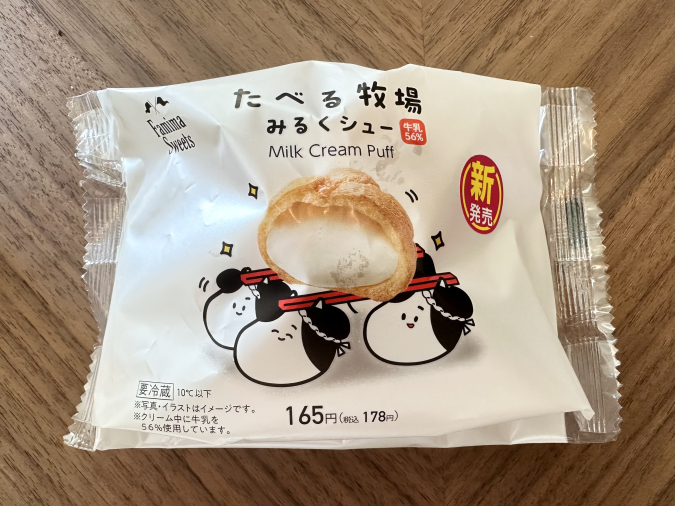 Famima
Sweets
たべる牧場
みるくシュー
牛乳
56%
Milk Cream Puff
新
発売
要冷蔵 10℃以下
※写真・イラストはイメージです。
※クリーム中に牛乳を
56%使用しています。
165円(税込 178円)